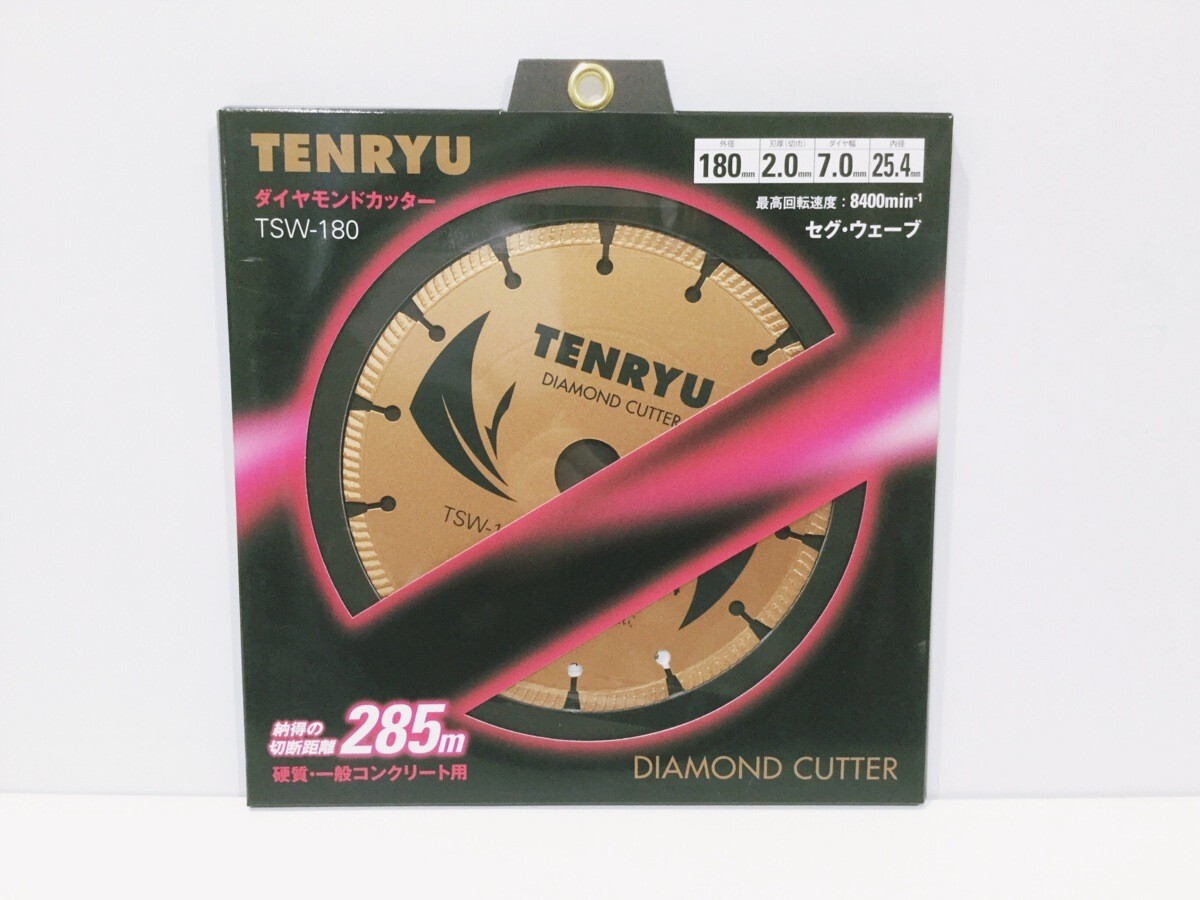 TENRYU
ダイヤモンドカッター
TSW-180
外径 刃厚(切巾) ダイヤ幅 内径
180mm 2.0mm 7.0mm 25.4mm
最高回転速度：8400min-1
セグ・ウェーブ
TENRYU
DIAMOND CUTTER
TSW-1
納得の
切断距離 285m
硬質・一般コンクリート用
DIAMOND CUTTER